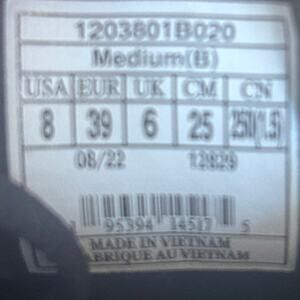 1203801B020
Medium(B)
USA EUR UK CM CN
8 39 6 25 250(1.5)
08/22 12829
195394 14517 5
MADE IN VIETNAM
FABRIQUE AU VIETNAM